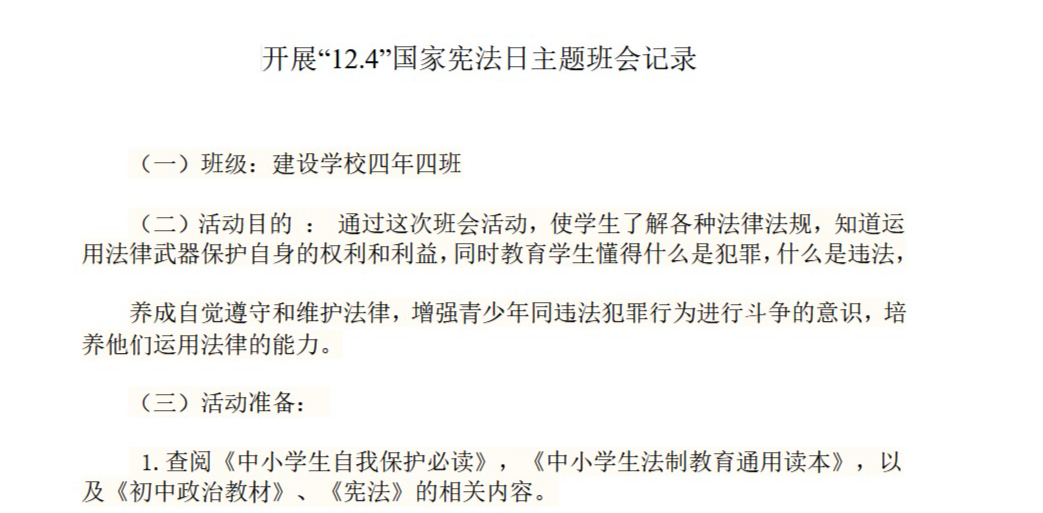 开展“12.4”国家宪法日主题班会记录
（一）班级：建设学校四年四班
（二）活动目的 ： 通过这次班会活动，使学生了解各种法律法规，知道运
用法律武器保护自身的权利和利益，同时教育学生懂得什么是犯罪，什么是违法，
养成自觉遵守和维护法律，增强青少年同违法犯罪行为进行斗争的意识，培
养他们运用法律的能力。
（三）活动准备：
1. 查阅《中小学生自我保护必读》，《中小学生法制教育通用读本》，以
及《初中政治教材》、《宪法》的相关内容。